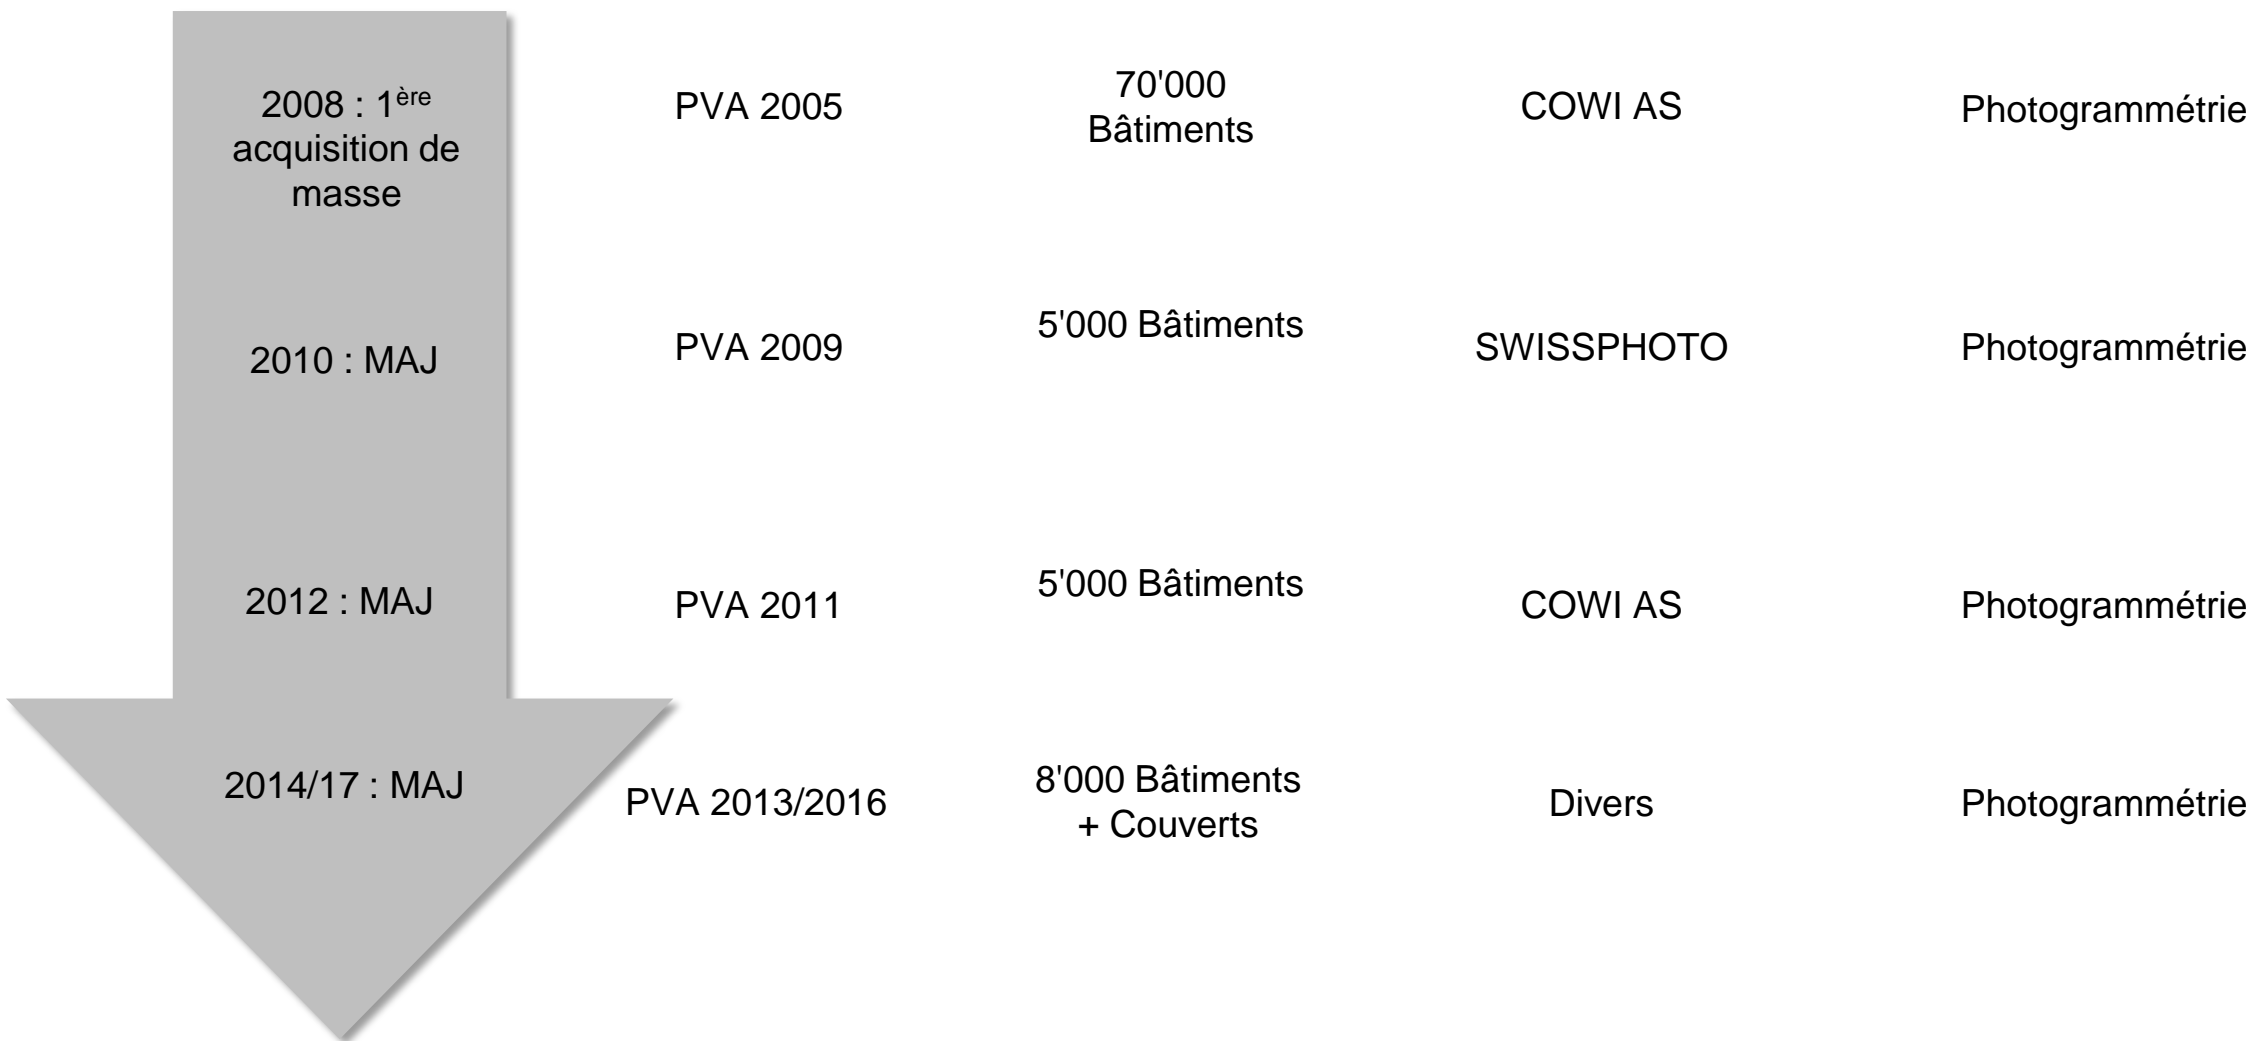 2008 : 1ère
acquisition de
masse
PVA 2005
70'000
Bâtiments
COWI AS
Photogrammétrie
2010 : MAJ
PVA 2009
5'000 Bâtiments
SWISSPHOTO
Photogrammétrie
2012 : MAJ
PVA 2011
5'000 Bâtiments
COWI AS
Photogrammétrie
2014/17 : MAJ
PVA 2013/2016
8'000 Bâtiments
+ Couverts
Divers
Photogrammétrie